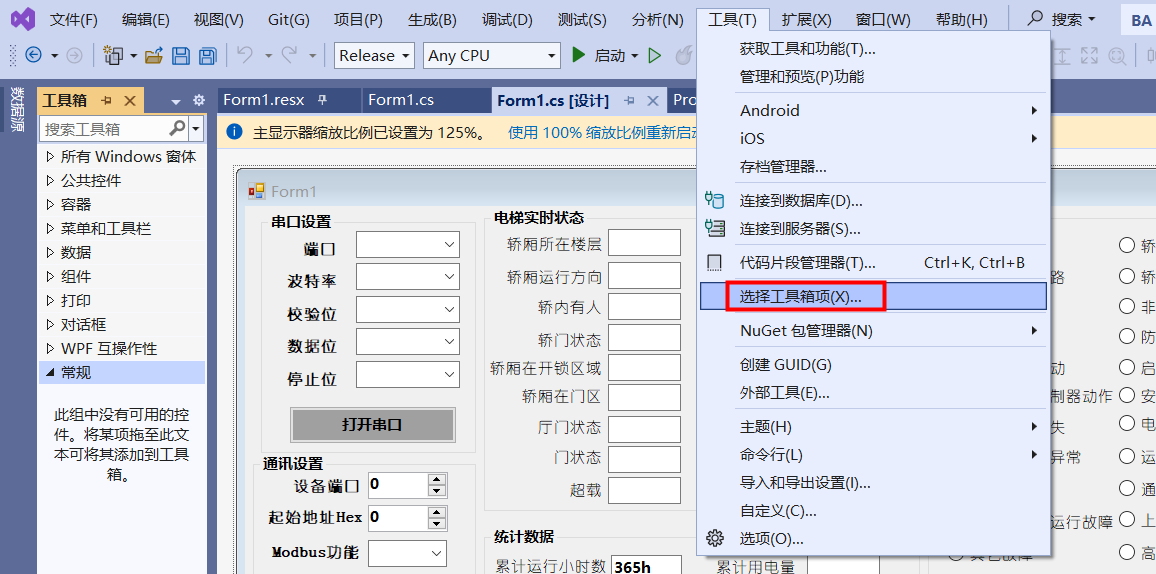 文件(F) 编辑(E) 视图(V) Git(G) 项目(P) 生成(B) 调试(D) 测试(S) 分析(N) 工具(T) 扩展(X) 窗口(W) 帮助(H) 搜索 BA
Release Any CPU 启动
数据源
工具箱
搜索工具箱
所有 Windows 窗体
公共控件
容器
菜单和工具栏
数据
组件
打印
对话框
WPF 互操作性
常规
此组中没有可用的控
件。将某项拖至此文
本可将其添加到工具
箱。
Form1.resx Form1.cs Form1.cs [设计] Pro
主显示器缩放比例已设置为 125%。 使用 100% 缩放比例重新启动
Form1
串口设置
端口
波特率
校验位
数据位
停止位
打开串口
通讯设置
设备端口 0
起始地址Hex 0
Modbus功能
电梯实时状态
轿厢所在楼层
轿厢运行方向
轿内有人
轿门状态
轿厢在开锁区域
轿厢在门区
厅门状态
门状态
超载
统计数据
累计运行小时数 365h
累计用电量
获取工具和功能(T)...
管理和预览(P)功能
Android
iOS
存档管理器...
连接到数据库(D)...
连接到服务器(S)...
代码片段管理器(T)... Ctrl+K, Ctrl+B
选择工具箱项(X)...
NuGet 包管理器(N)
创建 GUID(G)
外部工具(E)...
主题(H)
命令行(L)
导入和导出设置(I)...
自定义(C)...
选项(O)...
轿
路 轿
非
防
动 启
制器动作 安
失 电
异常 运
通
运行故障 上
其它故障 高